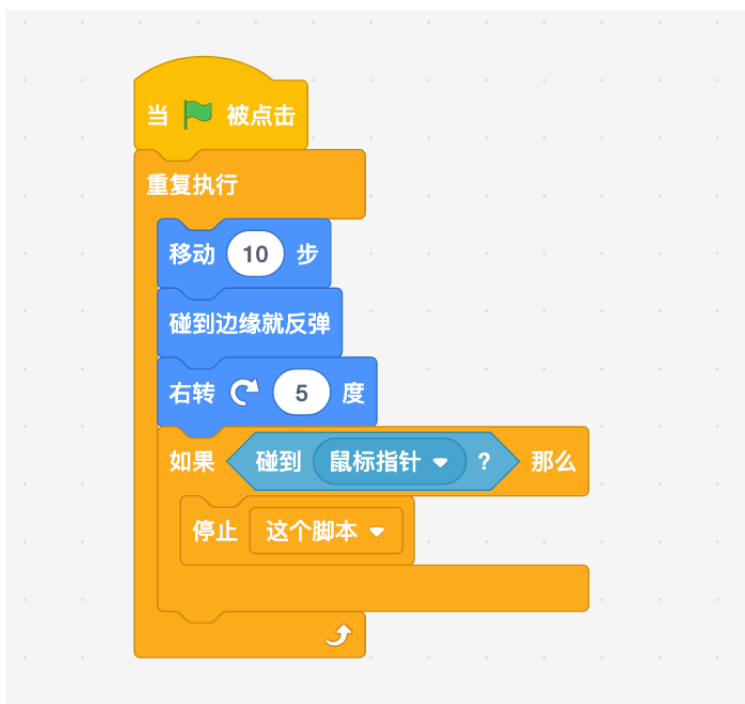 当 被点击
重复执行
移动 10 步
碰到边缘就反弹
右转 5 度
如果 碰到 鼠标指针 ? 那么
停止 这个脚本